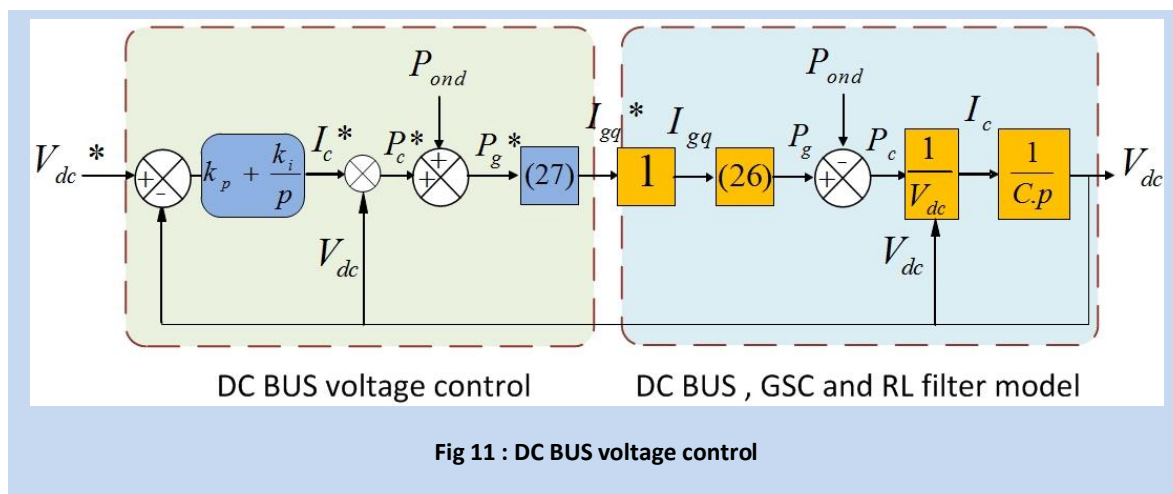 P_ond
P_ond
V_dc *
+
-
k_p + k_i/p
I_c *
P_c *
+
+
P_g *
(27)
I_gq *
1
I_gq
(26)
P_g
-
+
P_c
1/V_dc
I_c
1/C.p
V_dc
V_dc
V_dc
DC BUS voltage control
DC BUS , GSC and RL filter model
Fig 11 : DC BUS voltage control